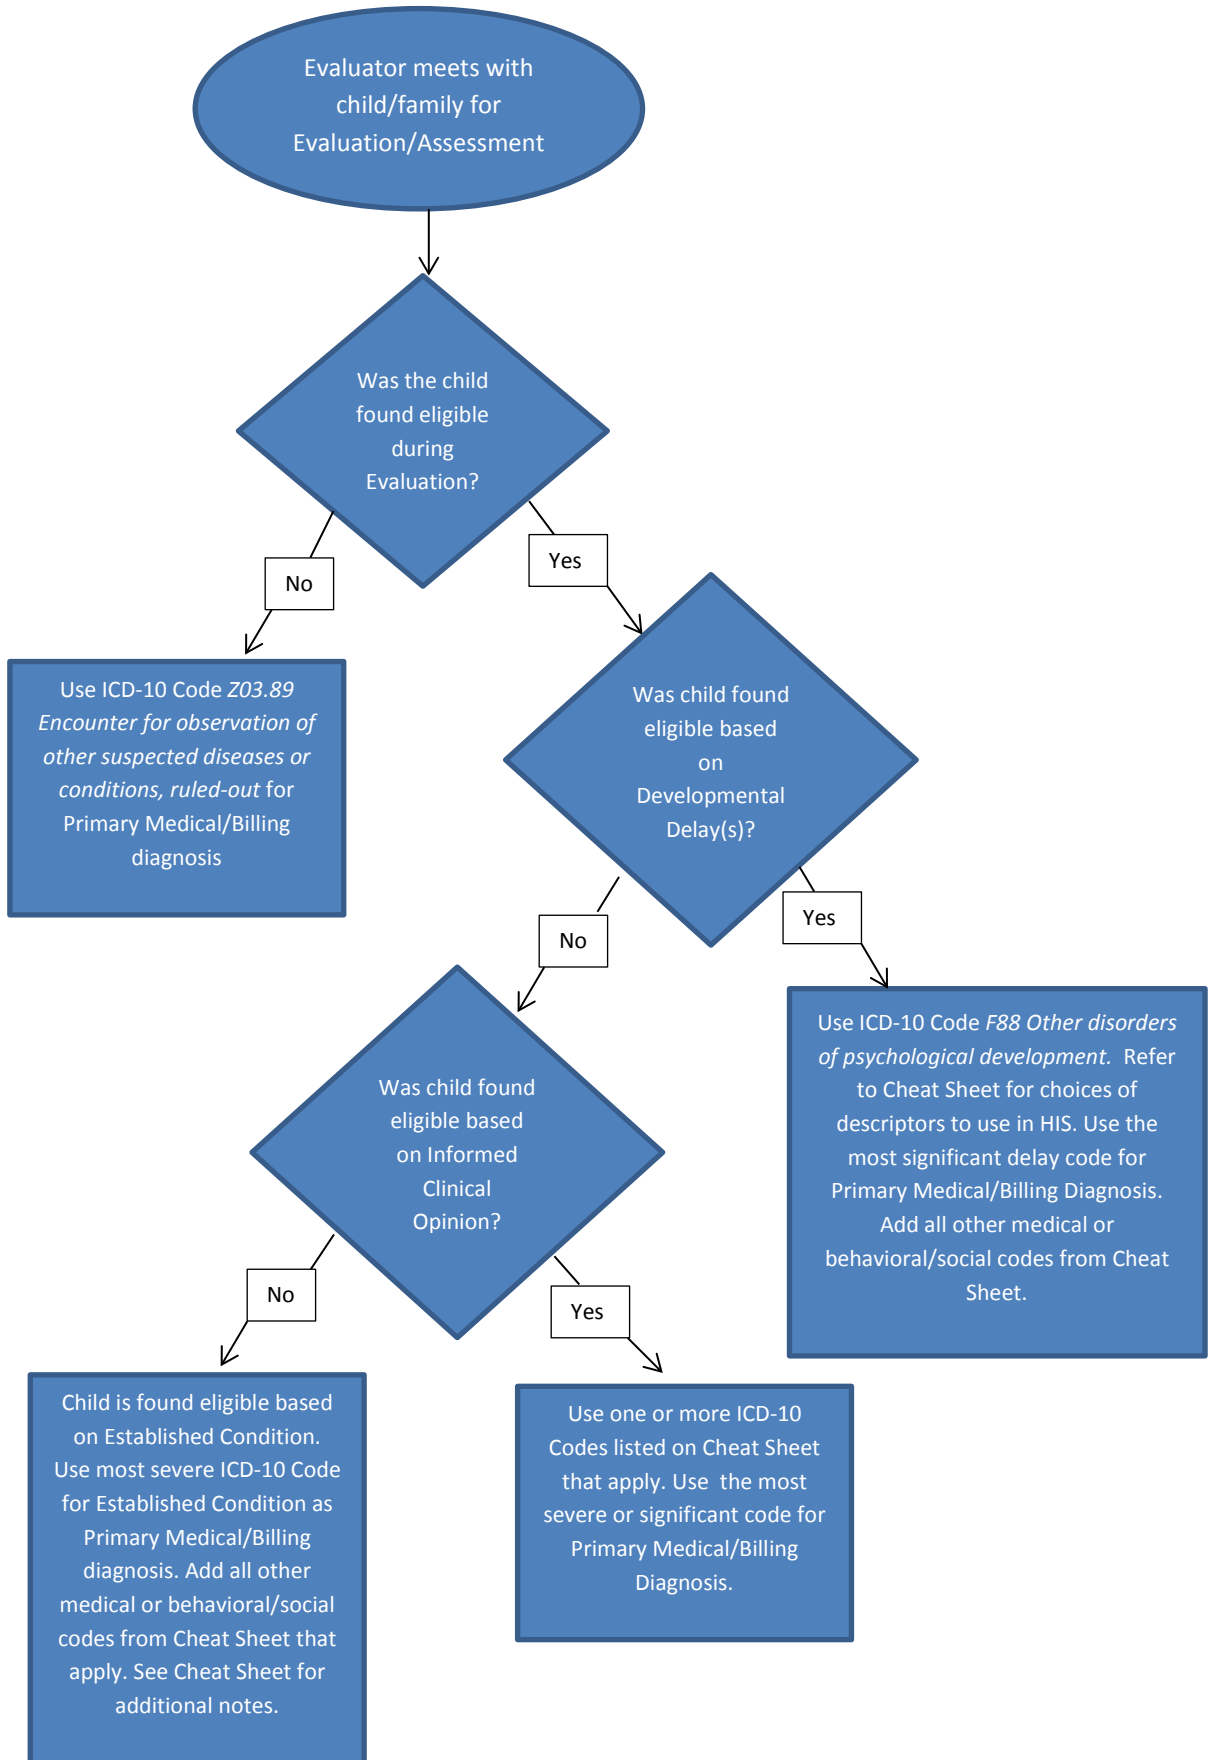 Evaluator meets with
child/family for
Evaluation/Assessment
Was the child
found eligible
during
Evaluation?
No
Yes
Use ICD-10 Code Z03.89
Encounter for observation of
other suspected diseases or
conditions, ruled-out for
Primary Medical/Billing
diagnosis
Was child found
eligible based
on
Developmental
Delay(s)?
No
Yes
Use ICD-10 Code F88 Other disorders
of psychological development. Refer
to Cheat Sheet for choices of
descriptors to use in HIS. Use the
most significant delay code for
Primary Medical/Billing Diagnosis.
Add all other medical or
behavioral/social codes from Cheat
Sheet.
Was child found
eligible based
on Informed
Clinical
Opinion?
No
Yes
Child is found eligible based
on Established Condition.
Use most severe ICD-10 Code
for Established Condition as
Primary Medical/Billing
diagnosis. Add all other
medical or behavioral/social
codes from Cheat Sheet that
apply. See Cheat Sheet for
additional notes.
Use one or more ICD-10
Codes listed on Cheat Sheet
that apply. Use the most
severe or significant code for
Primary Medical/Billing
Diagnosis.